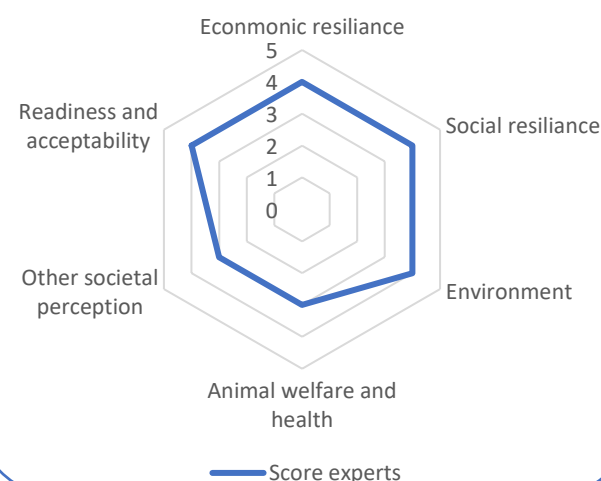 Econmonic resiliance
5
4
3
2
1
0
Social resiliance
Environment
Animal welfare and
health
Other societal
perception
Readiness and
acceptability
Score experts